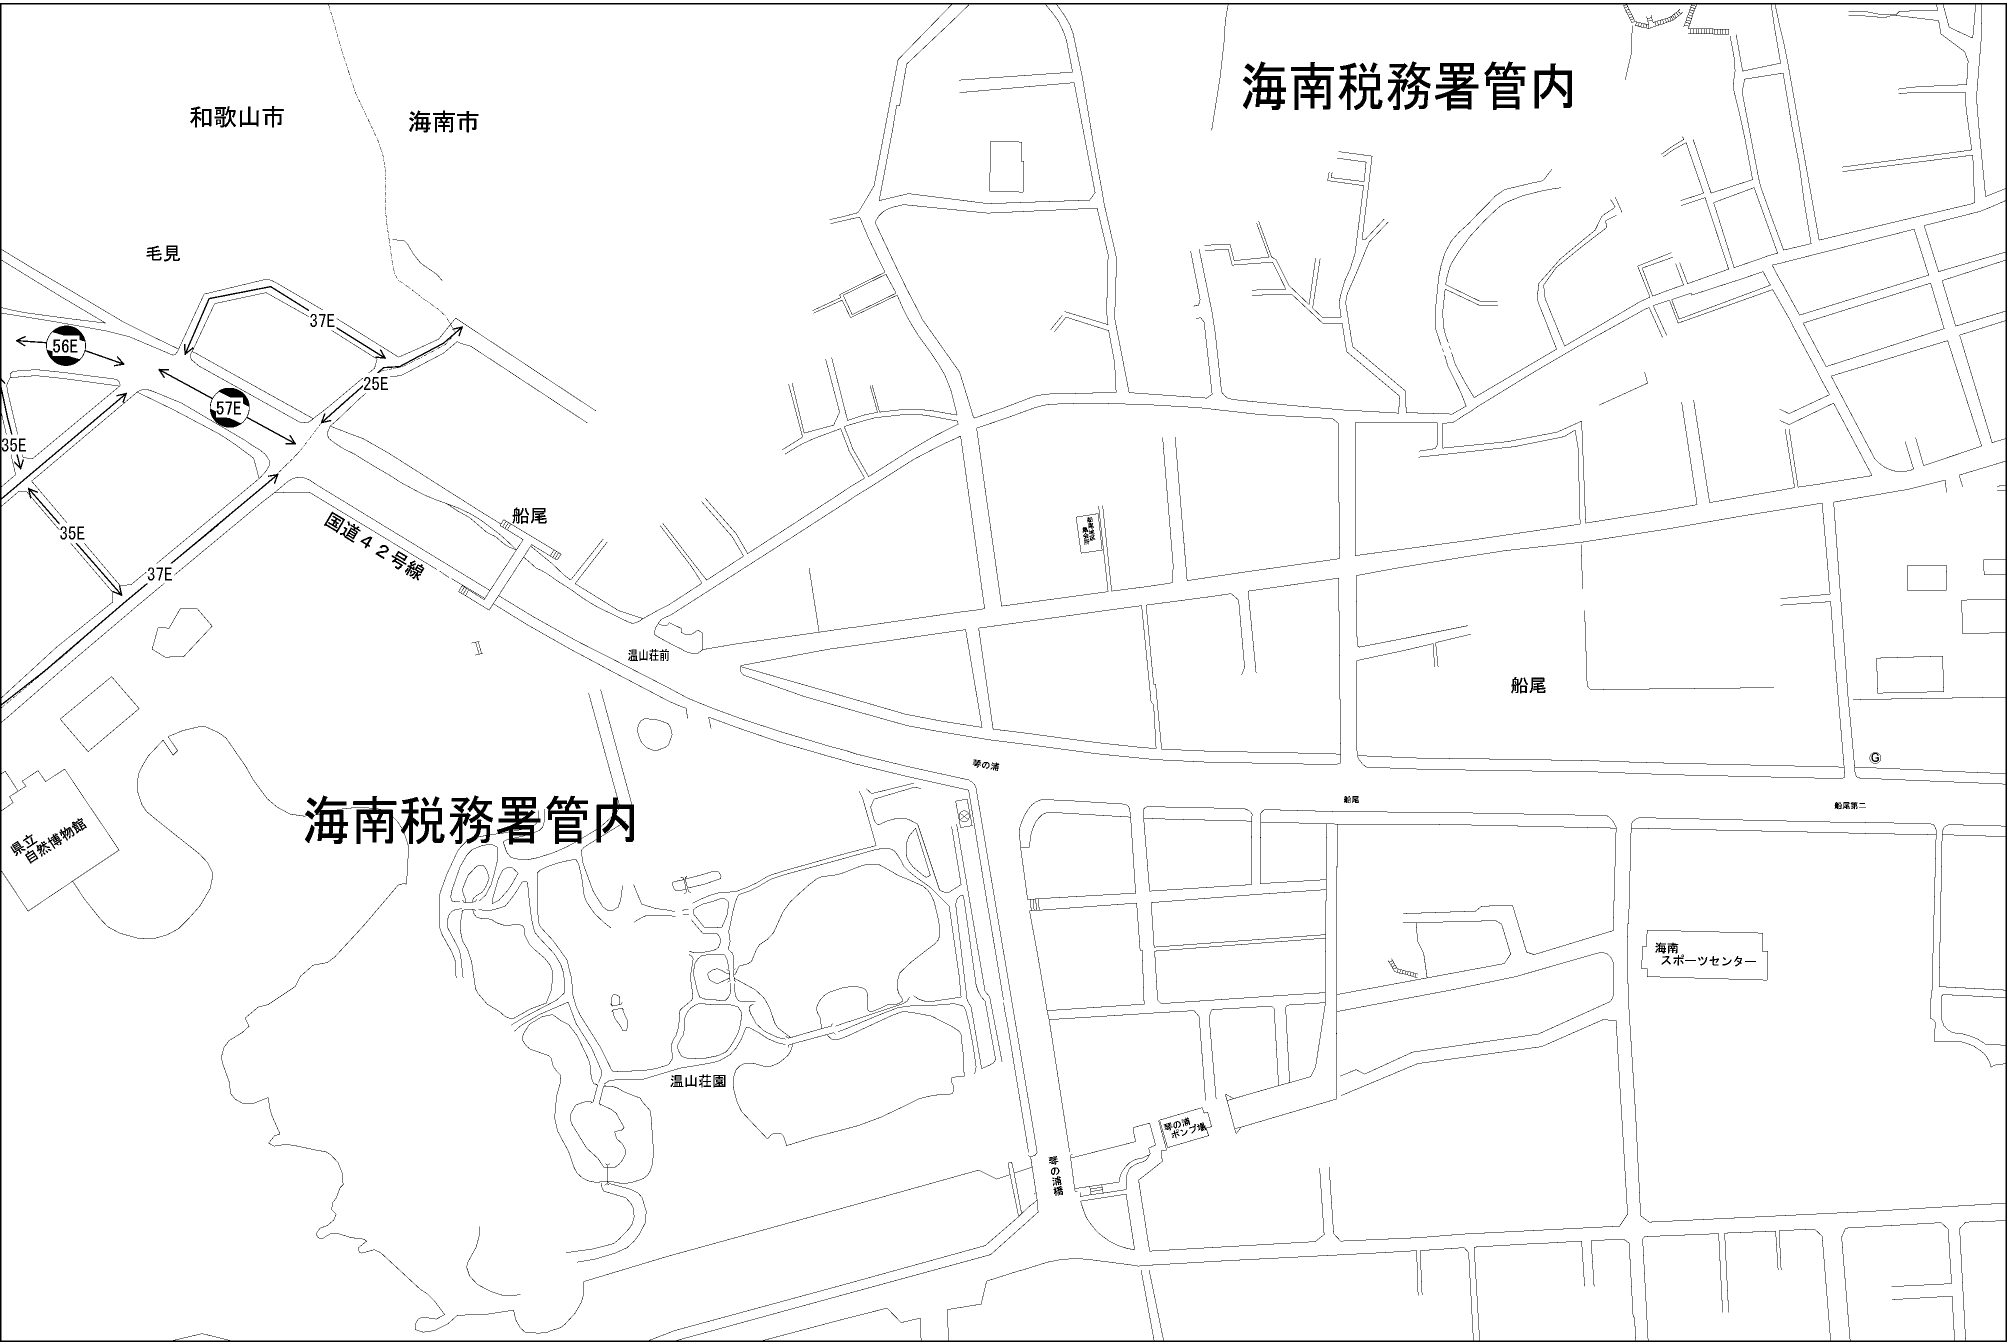 海南税務署管内
和歌山市
海南市
毛見
37E
56E
25E
57E
35E
35E
37E
船尾
国道42号線
温山荘前
船尾
琴の浦
船尾
船尾第二
G
海南税務署管内
県立
自然博物館
海南
スポーツセンター
温山荘園
琴の浦
ポンプ場
琴の浦橋